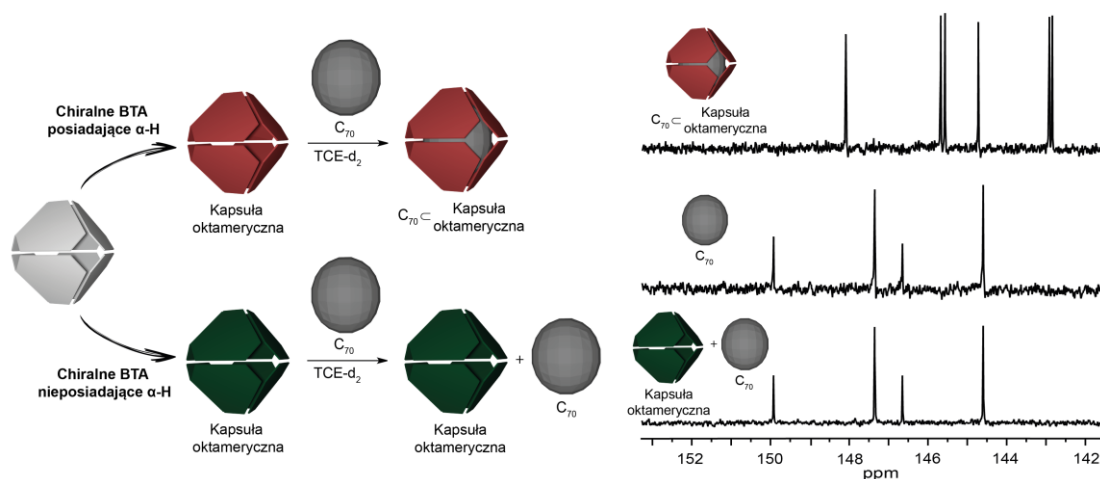 Chiralne BTA
posiadające α-H
C₇₀
TCE-d₂
Kapsuła
oktameryczna
C₇₀⊂ Kapsuła
oktameryczna
Chiralne BTA
nieposiadające α-H
C₇₀
TCE-d₂
Kapsuła
oktameryczna
Kapsuła
oktameryczna
+
C₇₀
C₇₀⊂ Kapsuła
oktameryczna
C₇₀
+
C₇₀
Kapsuła
oktameryczna
152 150 148 146 144 142
ppm